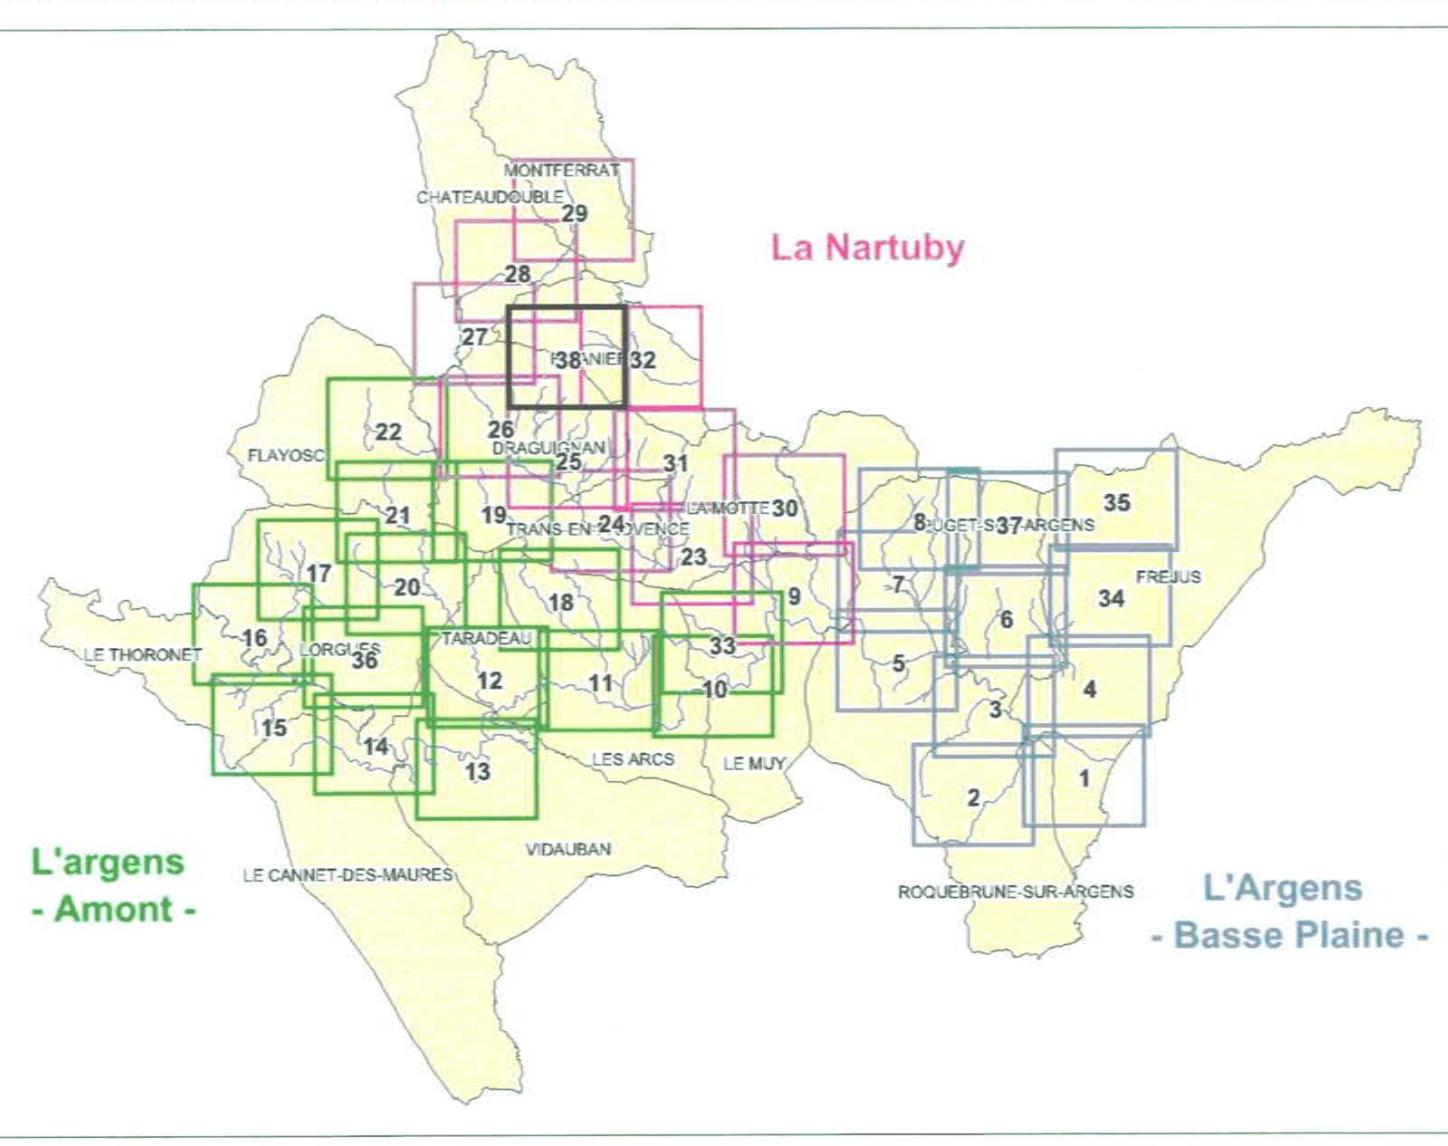 MONTFERRAT
CHATEAUDOUBLE
29
La Nartuby
28
27
38
32
22
26
DRAGUIGNAN
FLAYOSC
25
31
35
21
19
TRANS-EN-PROVENCE
24
LA MOTTE
30
8
37
PUGET-SUR-ARGENS
23
17
20
18
9
7
6
34
FREJUS
16
LE THORONET
LORGUES
36
TARADEAU
12
11
33
10
5
3
4
15
14
13
LES ARCS
LE MUY
2
1
L'argens
- Amont -
LE CANNET-DES-MAURES
VIDAUBAN
ROQUEBRUNE-SUR-ARGENS
L'Argens
- Basse Plaine -